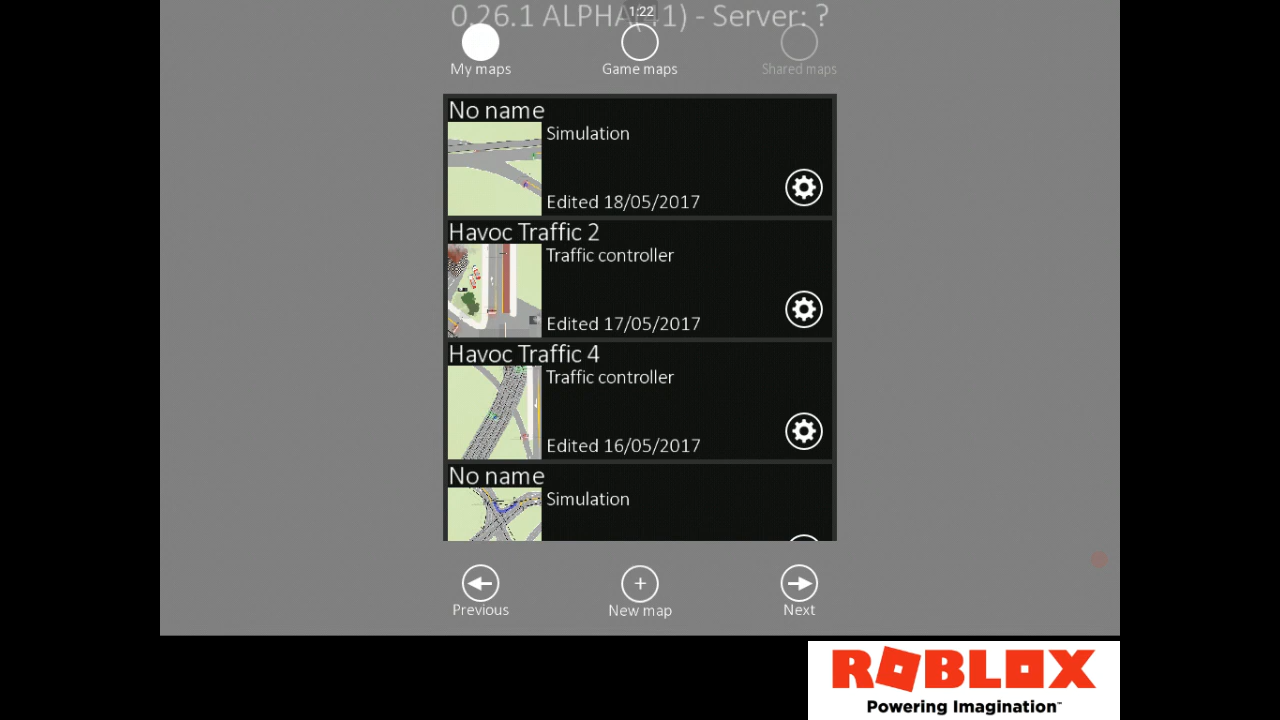 0.26.1 ALPHA( 1) - Server: ?
1:22
My maps
Game maps
Shared maps
No name
Simulation
Edited 18/05/2017
Havoc Traffic 2
Traffic controller
Edited 17/05/2017
Havoc Traffic 4
Traffic controller
Edited 16/05/2017
No name
Simulation
Previous
New map
Next
ROBLOX
Powering Imagination™